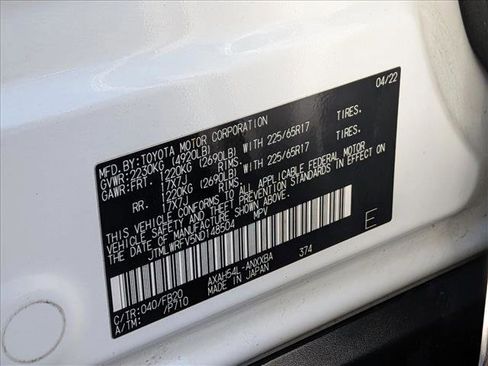 04/22
MFD.BY:TOYOTA MOTOR CORPORATION
GVWR:2230KG (4920LB)
GAWR:FRT. 1220KG (2690LB) WITH 225/65R17 TIRES,
17X7J RIMS,
RR. 1220KG (2690LB) WITH 225/65R17 TIRES,
17X7J RIMS,
THIS VEHICLE CONFORMS TO ALL APPLICABLE FEDERAL MOTOR
VEHICLE SAFETY AND THEFT PREVENTION STANDARDS IN EFFECT ON
THE DATE OF MANUFACTURE SHOWN ABOVE.
JTMLWRFV5ND148504 MPV
E
C/TR:040/FB20 AXAH54L-ANXXBA 374
A/TM: /P710 MADE IN JAPAN